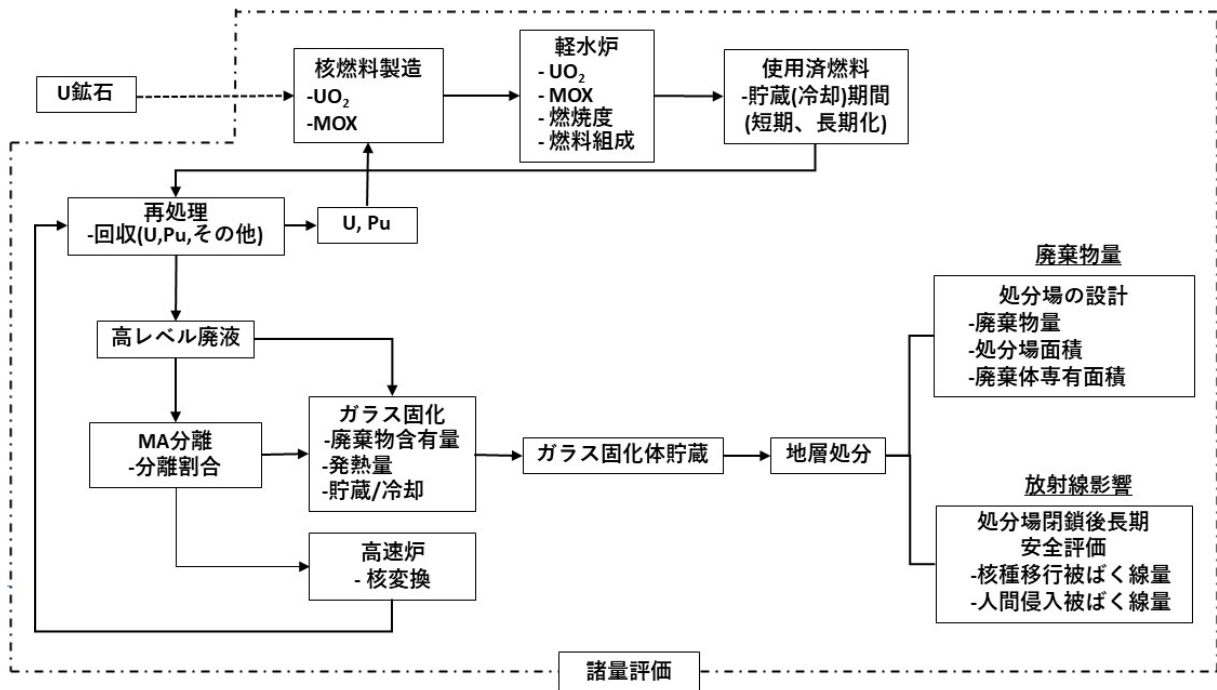 U鉱石
核燃料製造
-UO₂
-MOX
軽水炉
- UO₂
- MOX
- 燃焼度
- 燃料組成
使用済燃料
-貯蔵(冷却)期間
(短期、長期化)
再処理
-回収(U,Pu,その他)
U, Pu
高レベル廃液
MA分離
-分離割合
ガラス固化
-廃棄物含有量
-発熱量
-貯蔵/冷却
高速炉
- 核変換
ガラス固化体貯蔵
地層処分
廃棄物量
処分場の設計
-廃棄物量
-処分場面積
-廃棄体専有面積
放射線影響
処分場閉鎖後長期
安全評価
-核種移行被ばく線量
-人間侵入被ばく線量
諸量評価